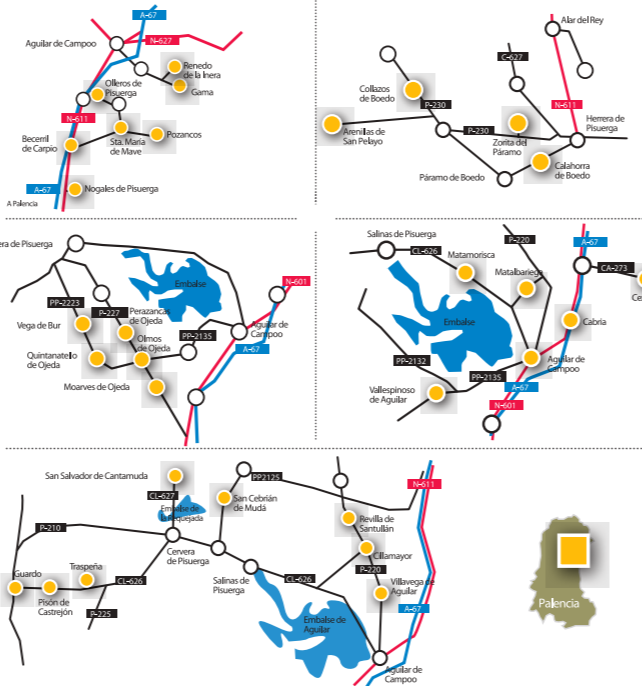 A-67
N-627
Aguilar de Campoo
Renedo
de la Inera
Gama
Olleros de
Pisuerga
N-611
Becerril
de Carpio
Sta. María
de Mave
Pozancos
A-67
Nogales de Pisuerga
A Palencia
Alar del Rey
C-627
Collazos
de Boedo
P-230
N-611
Arenillas de
San Pelayo
P-230
Zorita del
Páramo
Herrera de
Pisuerga
Páramo de Boedo
Calahorra
de Boedo
era de Pisuerga
Embalse
N-601
PP-2223
P-227
Perazancas
de Ojeda
Vega de Bur
Olmos
de Ojeda
PP-2135
Aguilar de
Campoo
A-67
Quintanatello
de Ojeda
Moarves de Ojeda
Salinas de Pisuerga
P-220
A-67
CL-626
Matamorisca
Matalbaniega
CA-273
Ce
Embalse
Cabria
PP-2132
Aguilar de
Campoo
PP-2135
A-67
Vallespinoso
de Aguilar
N-601
San Salvador de Cantamuda
PP2125
N-611
CL-627
San Cebrián
de Mudá
Embalse de
la Requejada
Revilla de
Santullán
P-210
Cervera
de Pisuerga
Cillamayor
Guardo
Traspeña
CL-626
Salinas de
Pisuerga
CL-626
P-220
Villavega de
Aguilar
Pisón de
Castrejón
P-225
A-67
Embalse de
Aguilar
Aguilar de
Campoo
Palencia